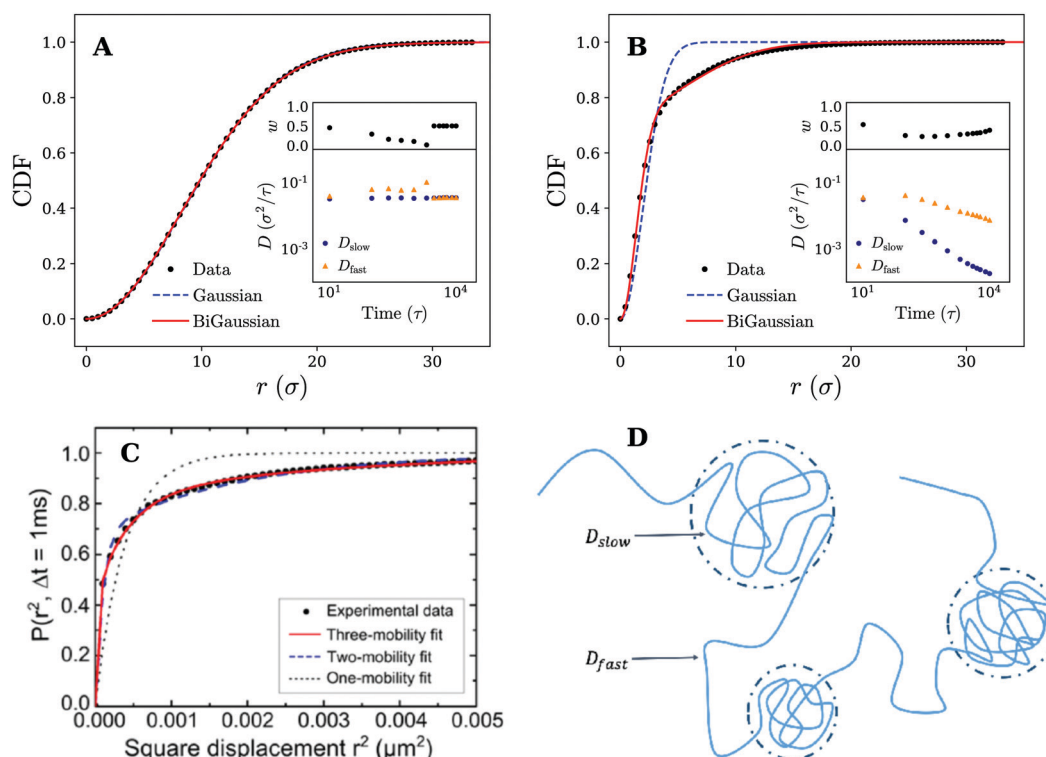 A
CDF
1.0
0.8
0.6
0.4
0.2
0.0
0
10
20
30
r (σ)
Data
Gaussian
BiGaussian
w
1.0
0.5
0.0
D (σ²/τ)
10⁻¹
10⁻³
D_slow
D_fast
10¹
10⁴
Time (τ)
B
CDF
1.0
0.8
0.6
0.4
0.2
0.0
0
10
20
30
r (σ)
Data
Gaussian
BiGaussian
w
1.0
0.5
0.0
D (σ²/τ)
10⁻¹
10⁻³
D_slow
D_fast
10¹
10⁴
Time (τ)
C
P(r², Δt = 1ms)
1.0
0.8
0.6
0.4
0.2
0.0
0.000
0.001
0.002
0.003
0.004
0.005
Square displacement r² (μm²)
Experimental data
Three-mobility fit
Two-mobility fit
One-mobility fit
D
D_slow
D_fast